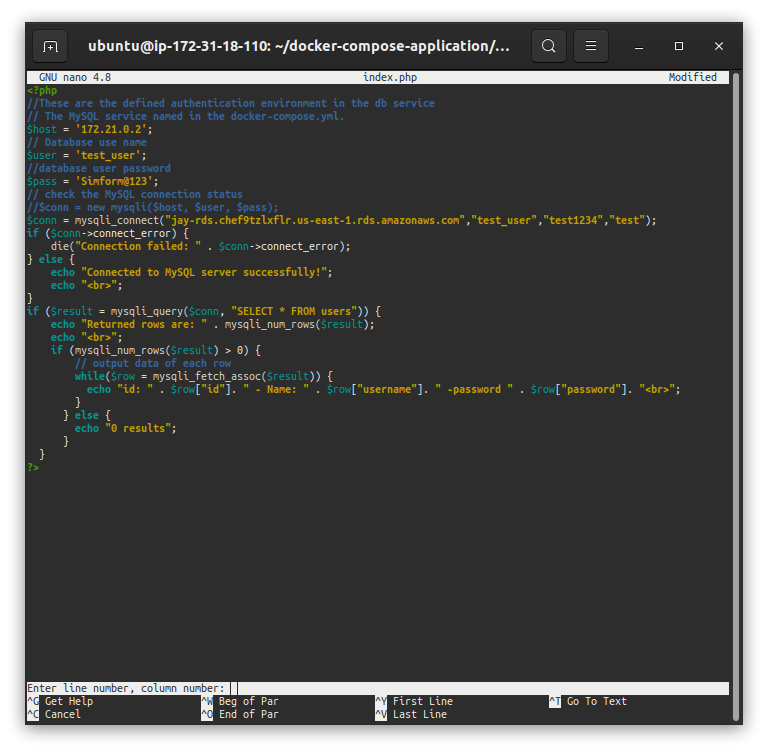 ubuntu@ip-172-31-18-110: ~/docker-compose-application/...
GNU nano 4.8 index.php Modified
<?php
//These are the defined authentication environment in the db service
// The MySQL service named in the docker-compose.yml.
$host = '172.21.0.2';
// Database use name
$user = 'test_user';
//database user password
$pass = 'Simform@123';
// check the MySQL connection status
//$conn = new mysqli($host, $user, $pass);
$conn = mysqli_connect("jay-rds.chef9tzlxflr.us-east-1.rds.amazonaws.com","test_user","test1234","test");
if ($conn->connect_error) {
    die("Connection failed: " . $conn->connect_error);
} else {
    echo "Connected to MySQL server successfully!";
    echo "<br>";
}
if ($result = mysqli_query($conn, "SELECT * FROM users")) {
    echo "Returned rows are: " . mysqli_num_rows($result);
    echo "<br>";
    if (mysqli_num_rows($result) > 0) {
        // output data of each row
        while($row = mysqli_fetch_assoc($result)) {
          echo "id: " . $row["id"]. " - Name: " . $row["username"]. " -password " . $row["password"]. "<br>";
        }
      } else {
        echo "0 results";
      }
  }
?>
Enter line number, column number:
^G Get Help ^W Beg of Par ^Y First Line ^T Go To Text
^C Cancel ^O End of Par ^V Last Line